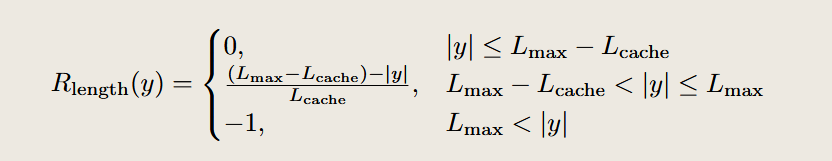 R_length(y) = { 0, |y| ≤ L_max − L_cache
((L_max − L_cache) − |y|) / L_cache, L_max − L_cache < |y| ≤ L_max
−1, L_max < |y|